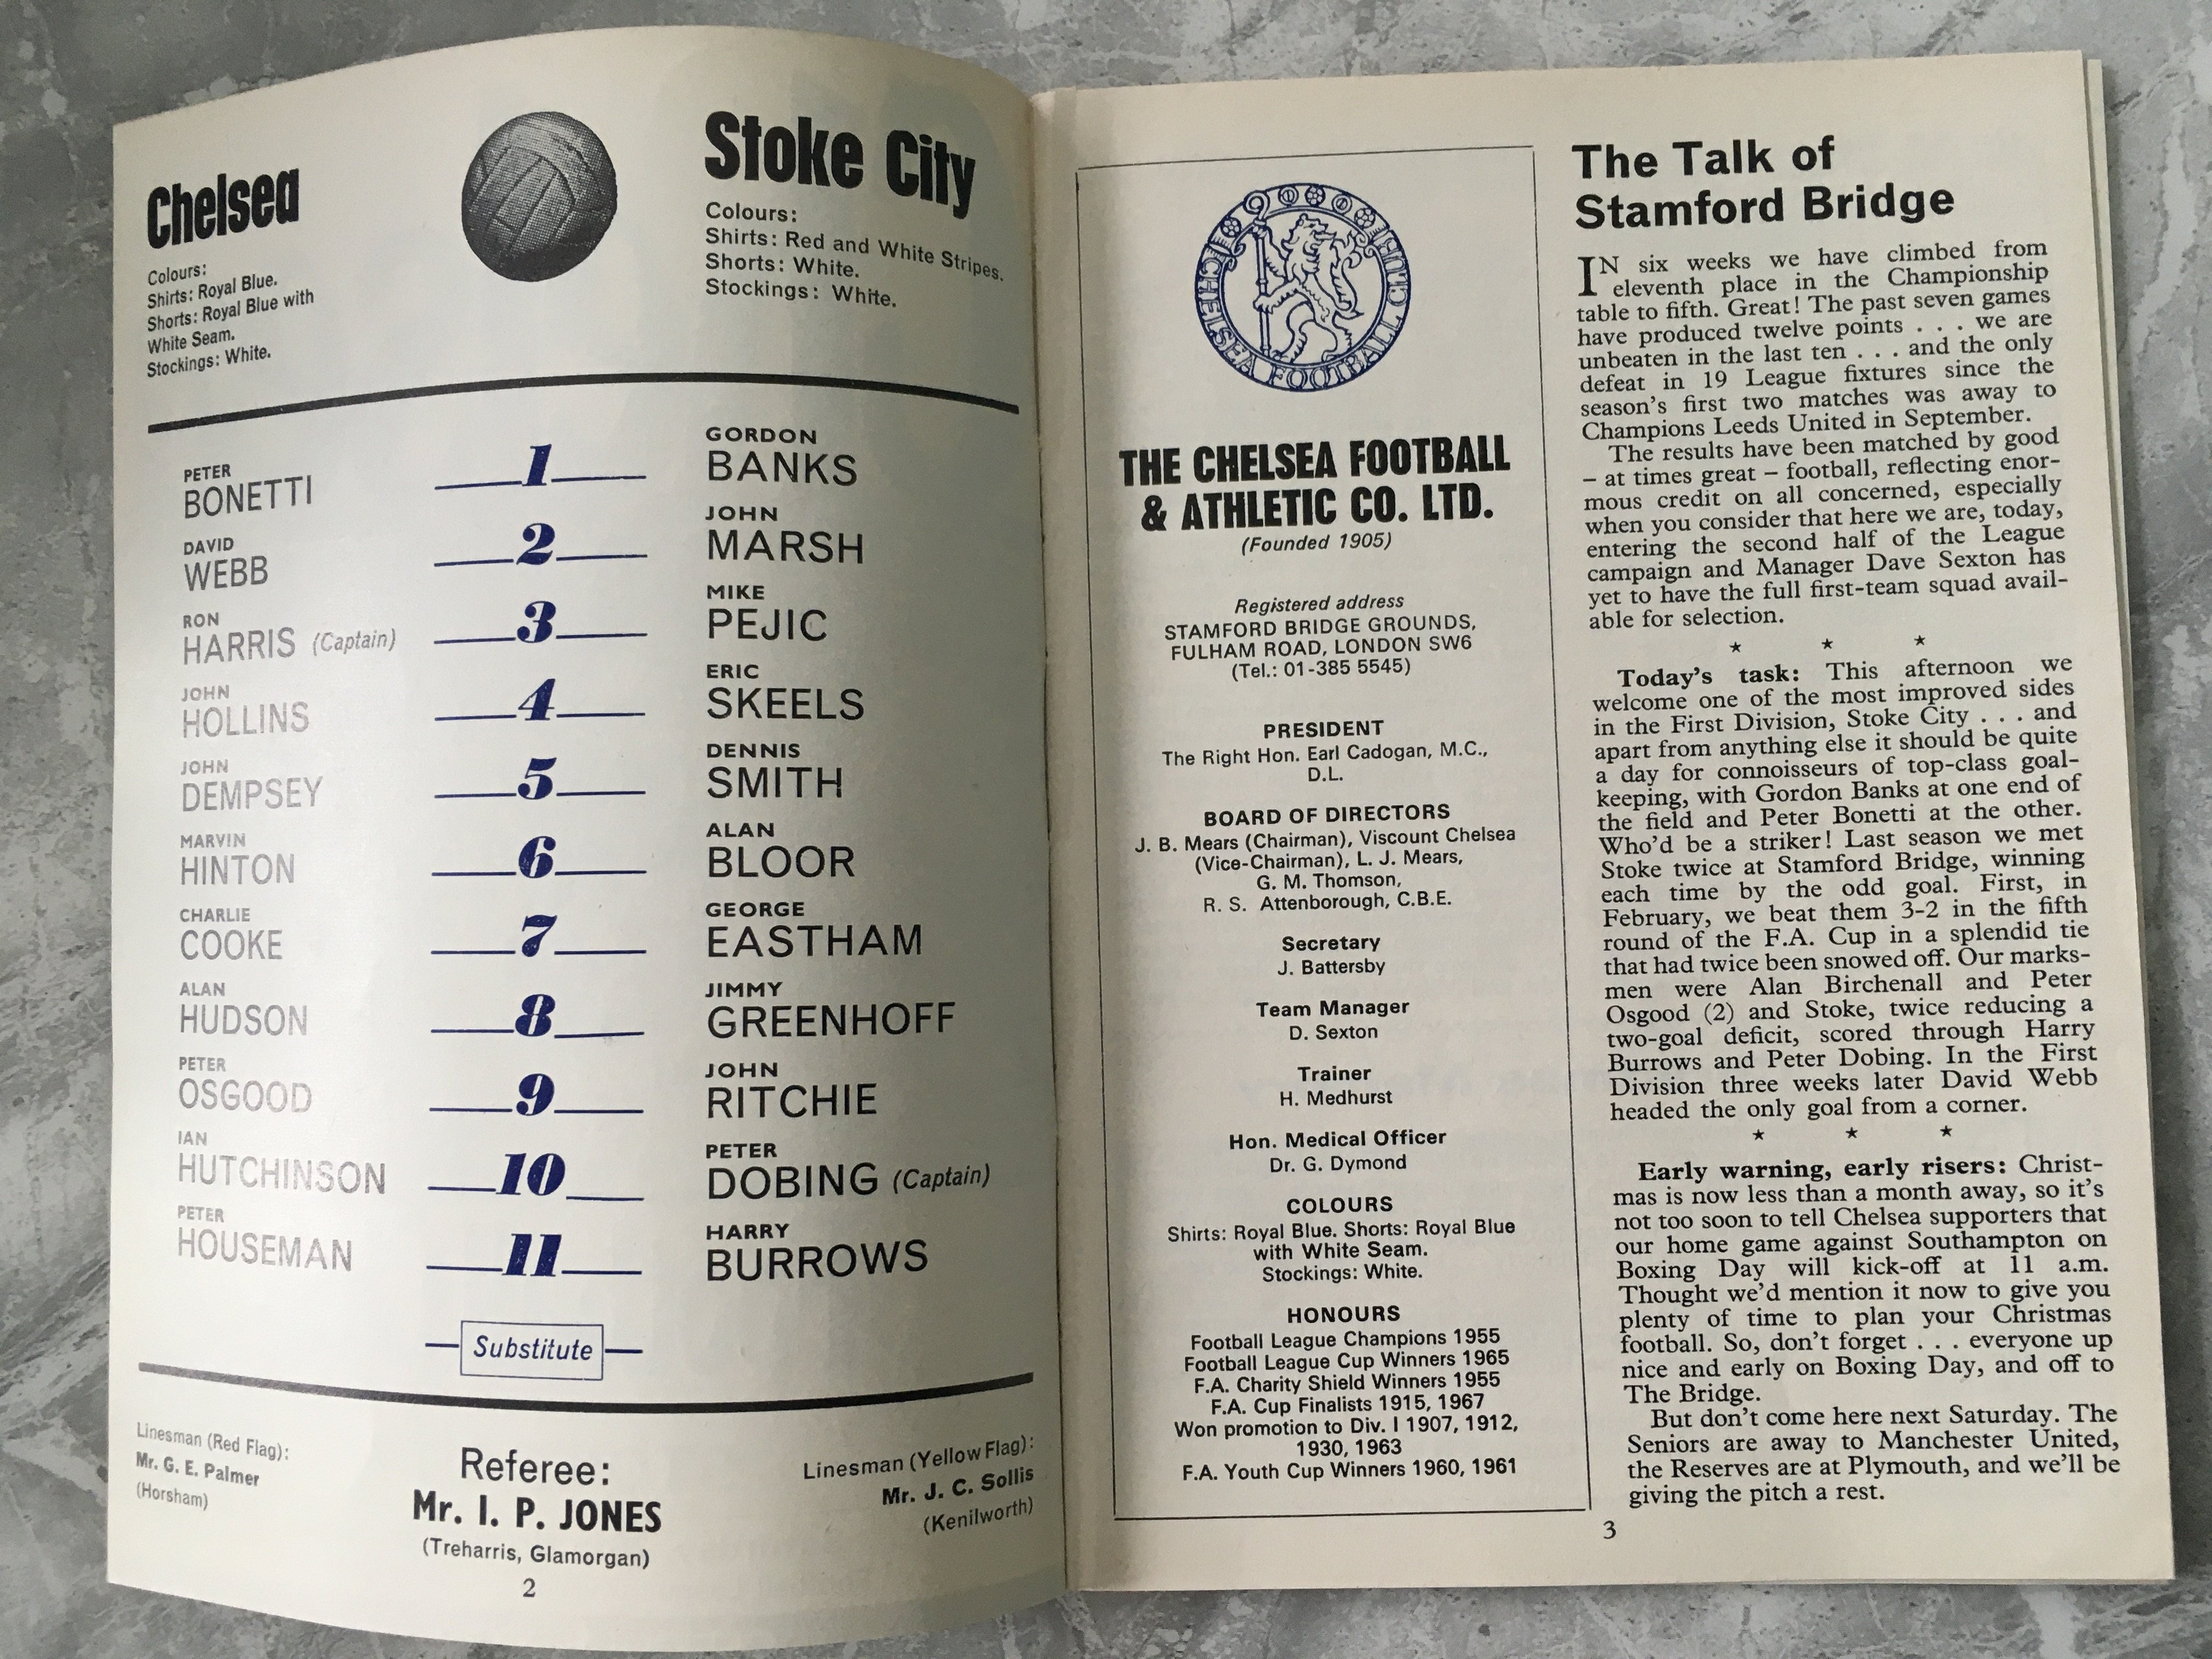 Chelsea
Colours:
Shirts: Royal Blue.
Shorts: Royal Blue with
White Seam.
Stockings: White.
Stoke City
Colours:
Shirts: Red and White Stripes.
Shorts: White.
Stockings: White.
PETER
BONETTI
1
GORDON
BANKS
DAVID
WEBB
2
JOHN
MARSH
RON
HARRIS (Captain)
3
MIKE
PEJIC
JOHN
HOLLINS
4
ERIC
SKEELS
JOHN
DEMPSEY
5
DENNIS
SMITH
MARVIN
HINTON
6
ALAN
BLOOR
CHARLIE
COOKE
7
GEORGE
EASTHAM
ALAN
HUDSON
8
JIMMY
GREENHOFF
PETER
OSGOOD
9
JOHN
RITCHIE
IAN
HUTCHINSON
10
PETER
DOBING (Captain)
PETER
HOUSEMAN
11
HARRY
BURROWS
Substitute
Linesman (Red Flag):
Mr. G. E. Palmer
(Horsham)
Referee:
Mr. I. P. JONES
(Treharris, Glamorgan)
Linesman (Yellow Flag):
Mr. J. C. Sollis
(Kenilworth)
2
CHELSEA FOOTBALL CLUB
THE CHELSEA FOOTBALL
& ATHLETIC CO. LTD.
(Founded 1905)
Registered address
STAMFORD BRIDGE GROUNDS,
FULHAM ROAD, LONDON SW6
(Tel.: 01-385 5545)
PRESIDENT
The Right Hon. Earl Cadogan, M.C.,
D.L.
BOARD OF DIRECTORS
J. B. Mears (Chairman), Viscount Chelsea
(Vice-Chairman), L. J. Mears,
G. M. Thomson,
R. S. Attenborough, C.B.E.
Secretary
J. Battersby
Team Manager
D. Sexton
Trainer
H. Medhurst
Hon. Medical Officer
Dr. G. Dymond
COLOURS
Shirts: Royal Blue. Shorts: Royal Blue
with White Seam.
Stockings: White.
HONOURS
Football League Champions 1955
Football League Cup Winners 1965
F.A. Charity Shield Winners 1955
F.A. Cup Finalists 1915, 1967
Won promotion to Div. I 1907, 1912,
1930, 1963
F.A. Youth Cup Winners 1960, 1961
The Talk of
Stamford Bridge
IN six weeks we have climbed from
eleventh place in the Championship
table to fifth. Great! The past seven games
have produced twelve points . . . we are
unbeaten in the last ten . . . and the only
defeat in 19 League fixtures since the
season's first two matches was away to
Champions Leeds United in September.
The results have been matched by good
– at times great – football, reflecting enor-
mous credit on all concerned, especially
when you consider that here we are, today,
entering the second half of the League
campaign and Manager Dave Sexton has
yet to have the full first-team squad avail-
able for selection.
★ ★ ★
Today's task: This afternoon we
welcome one of the most improved sides
in the First Division, Stoke City . . . and
apart from anything else it should be quite
a day for connoisseurs of top-class goal-
keeping, with Gordon Banks at one end of
the field and Peter Bonetti at the other.
Who'd be a striker! Last season we met
Stoke twice at Stamford Bridge, winning
each time by the odd goal. First, in
February, we beat them 3-2 in the fifth
round of the F.A. Cup in a splendid tie
that had twice been snowed off. Our marks-
men were Alan Birchenall and Peter
Osgood (2) and Stoke, twice reducing a
two-goal deficit, scored through Harry
Burrows and Peter Dobing. In the First
Division three weeks later David Webb
headed the only goal from a corner.
★ ★ ★
Early warning, early risers: Christ-
mas is now less than a month away, so it's
not too soon to tell Chelsea supporters that
our home game against Southampton on
Boxing Day will kick-off at 11 a.m.
Thought we'd mention it now to give you
plenty of time to plan your Christmas
football. So, don't forget . . . everyone up
nice and early on Boxing Day, and off to
The Bridge.
But don't come here next Saturday. The
Seniors are away to Manchester United,
the Reserves are at Plymouth, and we'll be
giving the pitch a rest.
3